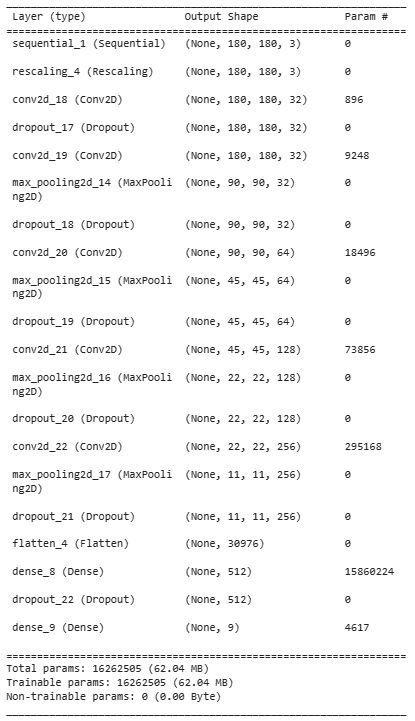 Layer (type) Output Shape Param #
sequential_1 (Sequential) (None, 180, 180, 3) 0
rescaling_4 (Rescaling) (None, 180, 180, 3) 0
conv2d_18 (Conv2D) (None, 180, 180, 32) 896
dropout_17 (Dropout) (None, 180, 180, 32) 0
conv2d_19 (Conv2D) (None, 180, 180, 32) 9248
max_pooling2d_14 (MaxPooli (None, 90, 90, 32) 0
ng2D)
dropout_18 (Dropout) (None, 90, 90, 32) 0
conv2d_20 (Conv2D) (None, 90, 90, 64) 18496
max_pooling2d_15 (MaxPooli (None, 45, 45, 64) 0
ng2D)
dropout_19 (Dropout) (None, 45, 45, 64) 0
conv2d_21 (Conv2D) (None, 45, 45, 128) 73856
max_pooling2d_16 (MaxPooli (None, 22, 22, 128) 0
ng2D)
dropout_20 (Dropout) (None, 22, 22, 128) 0
conv2d_22 (Conv2D) (None, 22, 22, 256) 295168
max_pooling2d_17 (MaxPooli (None, 11, 11, 256) 0
ng2D)
dropout_21 (Dropout) (None, 11, 11, 256) 0
flatten_4 (Flatten) (None, 30976) 0
dense_8 (Dense) (None, 512) 15860224
dropout_22 (Dropout) (None, 512) 0
dense_9 (Dense) (None, 9) 4617
Total params: 16262505 (62.04 MB)
Trainable params: 16262505 (62.04 MB)
Non-trainable params: 0 (0.00 Byte)